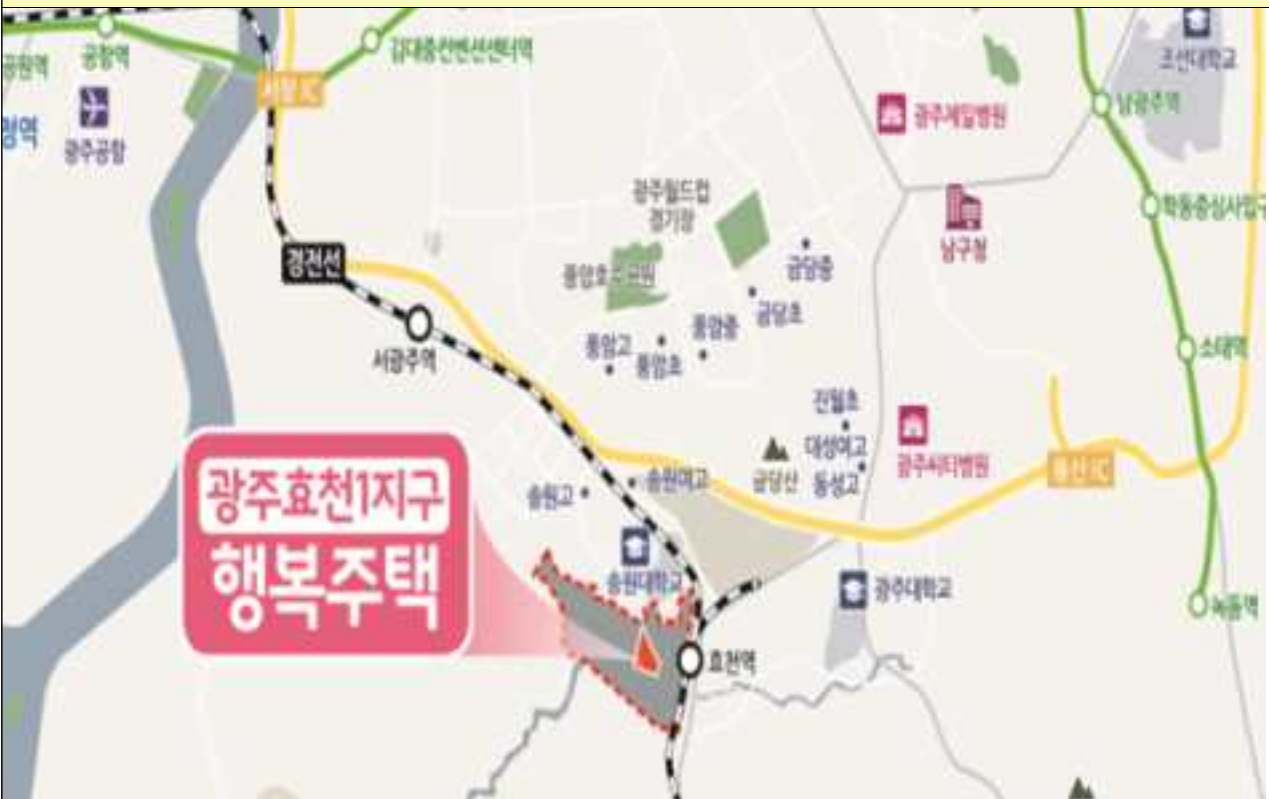 공항역
김대중컨벤션센터역
조선대학교
서창 IC
광주공항
광주제일병원
남광주역
광주월드컵
경기장
학동증심사입구
남구청
경전선
풍암호수공원
금당중
금당초
풍암중
서광주역
풍암고
풍암초
소태역
진월초
대성여고
동성고
금당산
광주씨티병원
송원여고
송원고
광주효천1지구
행복주택
송원대학교
광주대학교
녹동역
효천역